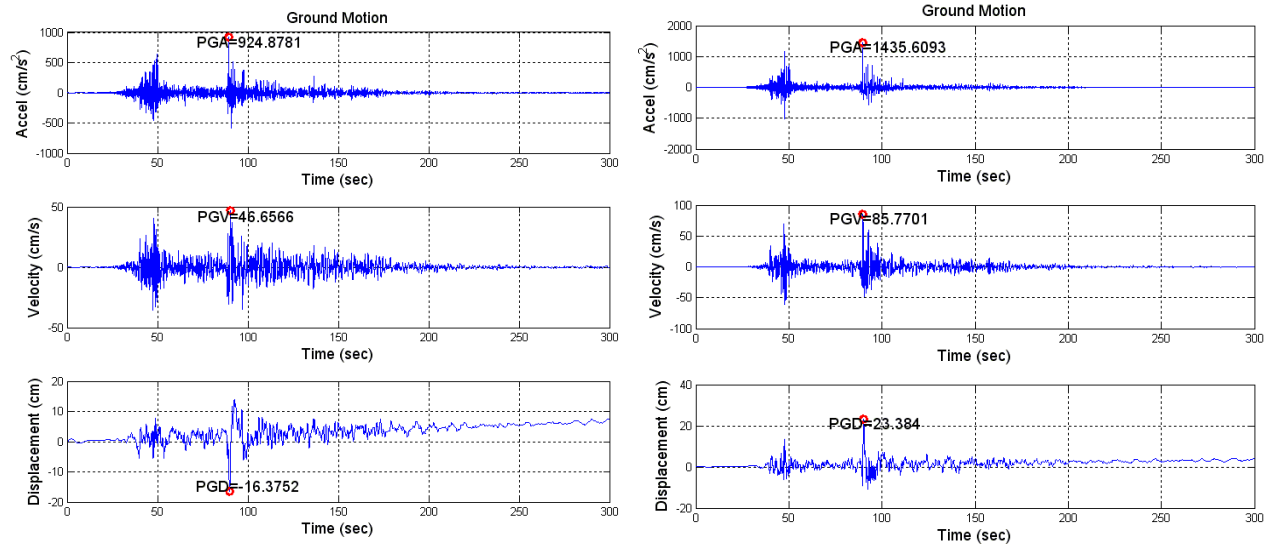 Ground Motion
1000
500
0
-500
-1000
Accel (cm/s²)
PGA=924.8781
0 50 100 150 200 250 300
Time (sec)
50
0
-50
Velocity (cm/s)
PGV=46.6566
0 50 100 150 200 250 300
Time (sec)
20
10
0
-10
-20
Displacement (cm)
PGD=-16.3752
0 50 100 150 200 250 300
Time (sec)
Ground Motion
2000
1000
0
-1000
-2000
Accel (cm/s²)
PGA=1435.6093
0 50 100 150 200 250 300
Time (sec)
100
50
0
-50
-100
Velocity (cm/s)
PGV=85.7701
0 50 100 150 200 250 300
Time (sec)
40
20
0
-20
Displacement (cm)
PGD=23.384
0 50 100 150 200 250 300
Time (sec)